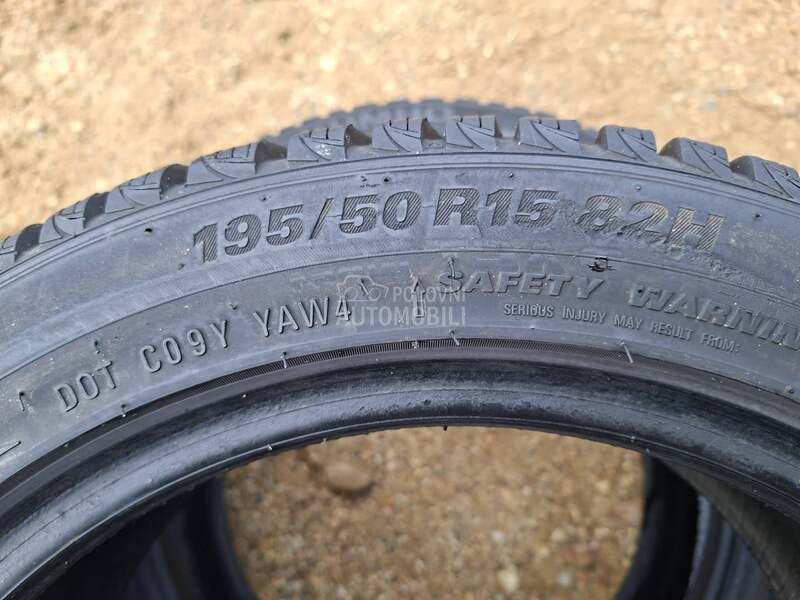 195/50 R15 82H
DOT C09Y YAW4
SAFETY WARNIN
SERIOUS INJURY MAY RESULT FROM:
POLOVNI
AUTOMOBILI